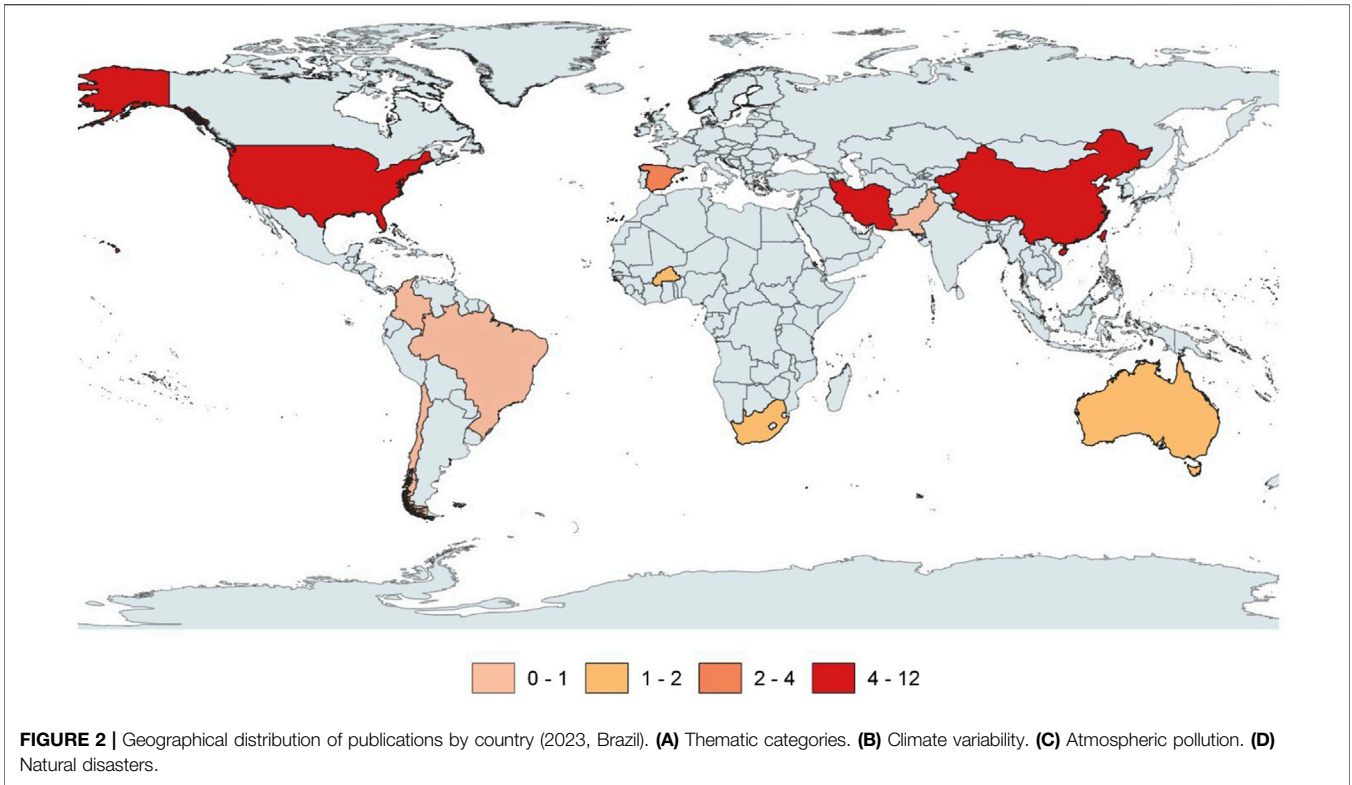 0 - 1 1 - 2 2 - 4 4 - 12
FIGURE 2 | Geographical distribution of publications by country (2023, Brazil). (A) Thematic categories. (B) Climate variability. (C) Atmospheric pollution. (D)
Natural disasters.